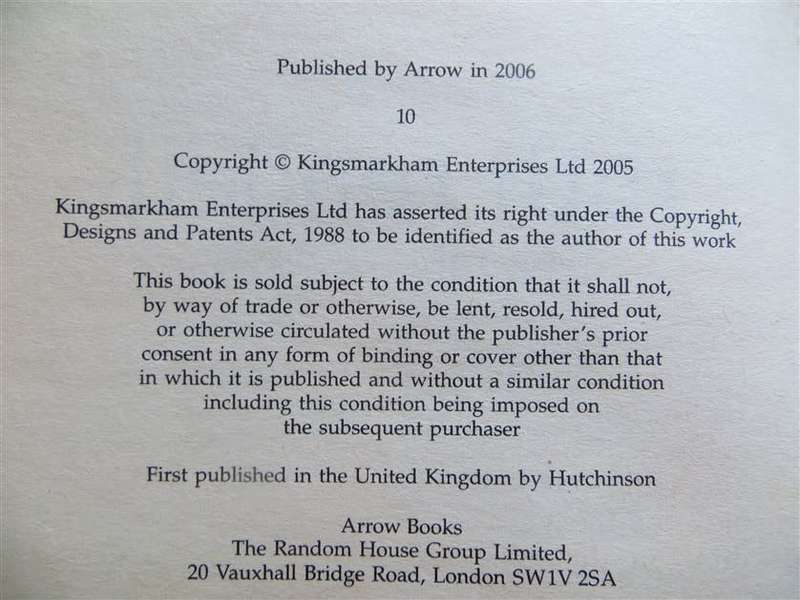 Published by Arrow in 2006
10
Copyright © Kingsmarkham Enterprises Ltd 2005
Kingsmarkham Enterprises Ltd has asserted its right under the Copyright,
Designs and Patents Act, 1988 to be identified as the author of this work
This book is sold subject to the condition that it shall not,
by way of trade or otherwise, be lent, resold, hired out,
or otherwise circulated without the publisher's prior
consent in any form of binding or cover other than that
in which it is published and without a similar condition
including this condition being imposed on
the subsequent purchaser
First published in the United Kingdom by Hutchinson
Arrow Books
The Random House Group Limited,
20 Vauxhall Bridge Road, London SW1V 2SA